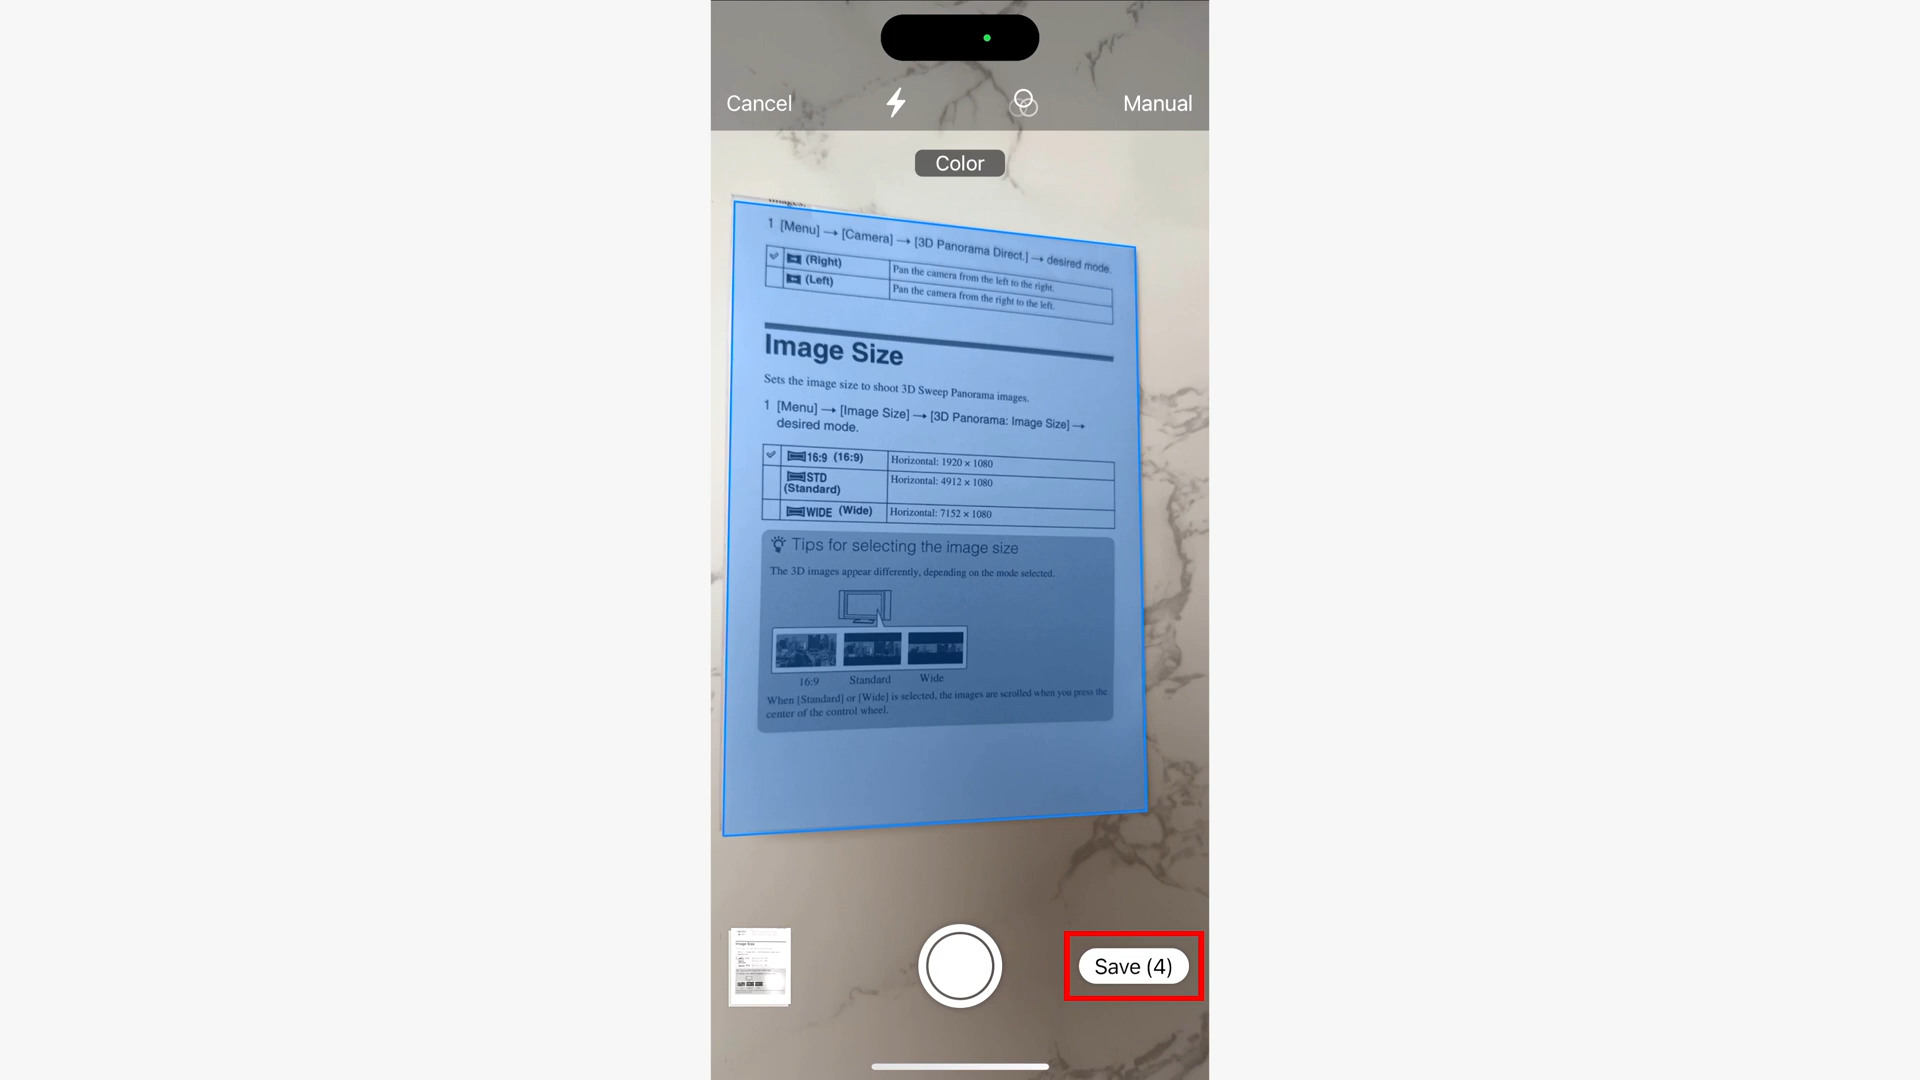 Cancel
Manual
Color
images.
1 [Menu] → [Camera] → [3D Panorama Direct.] → desired mode.
(Right) Pan the camera from the left to the right.
(Left) Pan the camera from the right to the left.
Image Size
Sets the image size to shoot 3D Sweep Panorama images.
1 [Menu] → [Image Size] → [3D Panorama: Image Size] →
desired mode.
16:9 (16:9) Horizontal: 1920 × 1080
STD
(Standard) Horizontal: 4912 × 1080
WIDE (Wide) Horizontal: 7152 × 1080
Tips for selecting the image size
The 3D images appear differently, depending on the mode selected.
16:9 Standard Wide
When [Standard] or [Wide] is selected, the images are scrolled when you press the
center of the control wheel.
Image Size
Save (4)